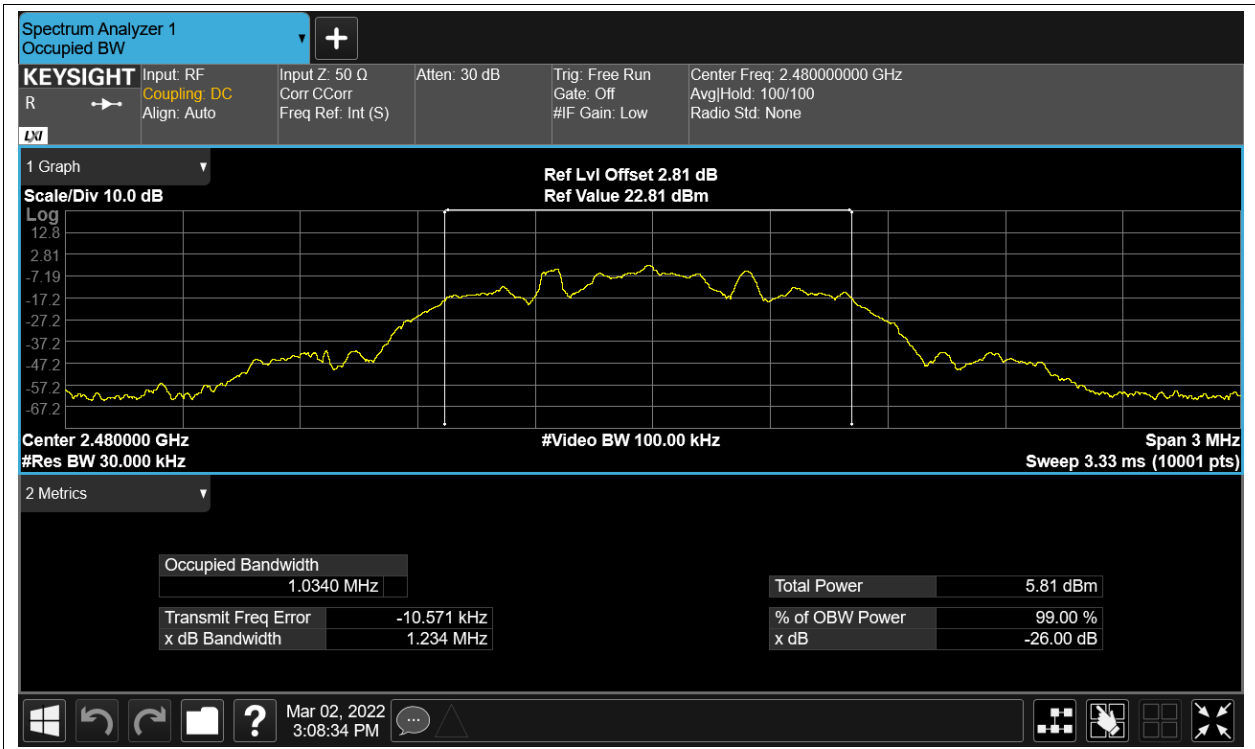 Spectrum Analyzer 1
Occupied BW
KEYSIGHT
R
LXI
Input: RF
Coupling: DC
Align: Auto
Input Z: 50 Ω
Corr CCorr
Freq Ref: Int (S)
Atten: 30 dB
Trig: Free Run
Gate: Off
#IF Gain: Low
Center Freq: 2.480000000 GHz
Avg|Hold: 100/100
Radio Std: None
1 Graph
Scale/Div 10.0 dB
Ref Lvl Offset 2.81 dB
Ref Value 22.81 dBm
Log
12.8
2.81
-7.19
-17.2
-27.2
-37.2
-47.2
-57.2
-67.2
Center 2.480000 GHz
#Res BW 30.000 kHz
#Video BW 100.00 kHz
Span 3 MHz
Sweep 3.33 ms (10001 pts)
2 Metrics
Occupied Bandwidth
1.0340 MHz
Transmit Freq Error -10.571 kHz
x dB Bandwidth 1.234 MHz
Total Power 5.81 dBm
% of OBW Power 99.00 %
x dB -26.00 dB
?
Mar 02, 2022
3:08:34 PM